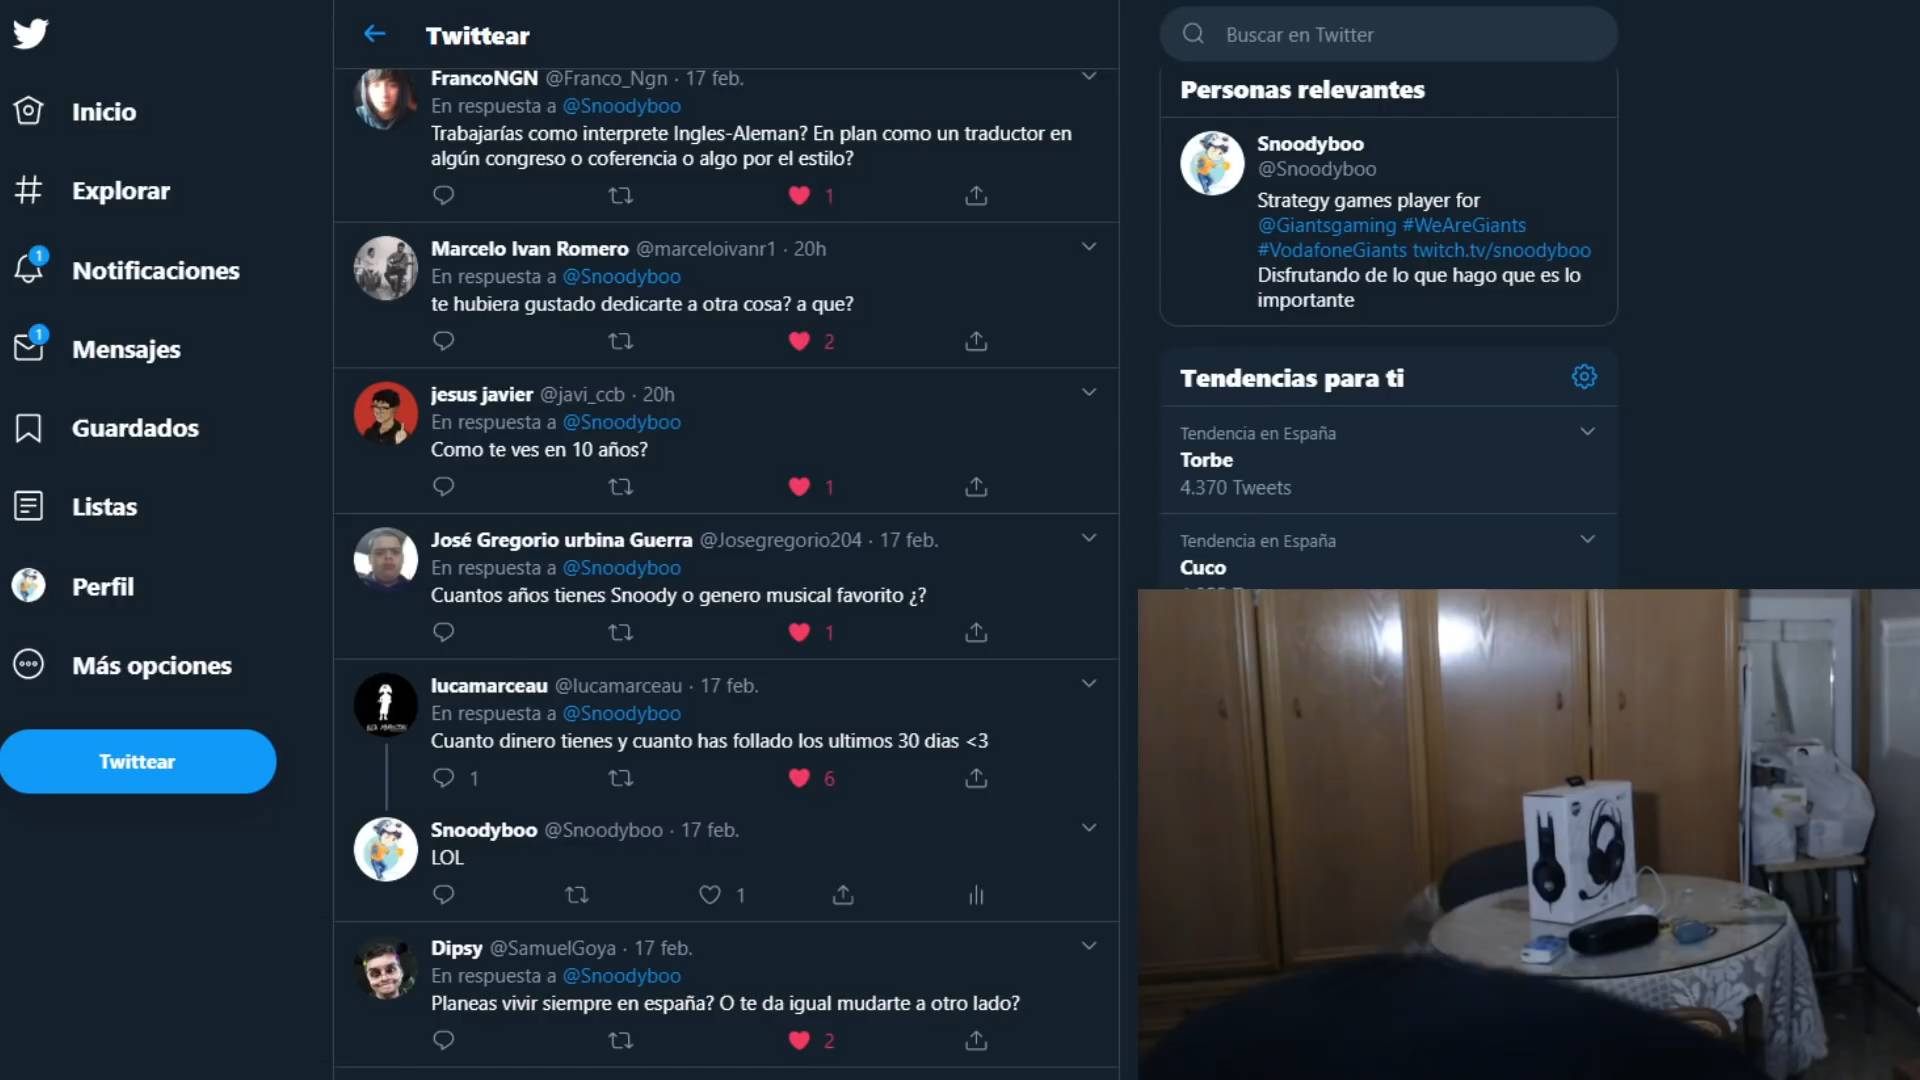 Inicio
Explorar
1
Notificaciones
1
Mensajes
Guardados
Listas
Perfil
Más opciones
Twittear
Twittear
FrancoNGN @Franco_Ngn · 17 feb.
En respuesta a @Snoodyboo
Trabajarías como interprete Ingles-Aleman? En plan como un traductor en
algún congreso o coferencia o algo por el estilo?
1
Marcelo Ivan Romero @marceloivanr1 · 20h
En respuesta a @Snoodyboo
te hubiera gustado dedicarte a otra cosa? a que?
2
jesus javier @javi_ccb · 20h
En respuesta a @Snoodyboo
Como te ves en 10 años?
1
José Gregorio urbina Guerra @Josegregorio204 · 17 feb.
En respuesta a @Snoodyboo
Cuantos años tienes Snoody o genero musical favorito ¿?
1
lucamarceau @lucamarceau · 17 feb.
En respuesta a @Snoodyboo
Cuanto dinero tienes y cuanto has follado los ultimos 30 dias <3
1 6
Snoodyboo @Snoodyboo · 17 feb.
LOL
1
Dipsy @SamuelGoya · 17 feb.
En respuesta a @Snoodyboo
Planeas vivir siempre en españa? O te da igual mudarte a otro lado?
2
Buscar en Twitter
Personas relevantes
Snoodyboo
@Snoodyboo
Strategy games player for
@Giantsgaming #WeAreGiants
#VodafoneGiants twitch.tv/snoodyboo
Disfrutando de lo que hago que es lo
importante
Tendencias para ti
Tendencia en España
Torbe
4.370 Tweets
Tendencia en España
Cuco